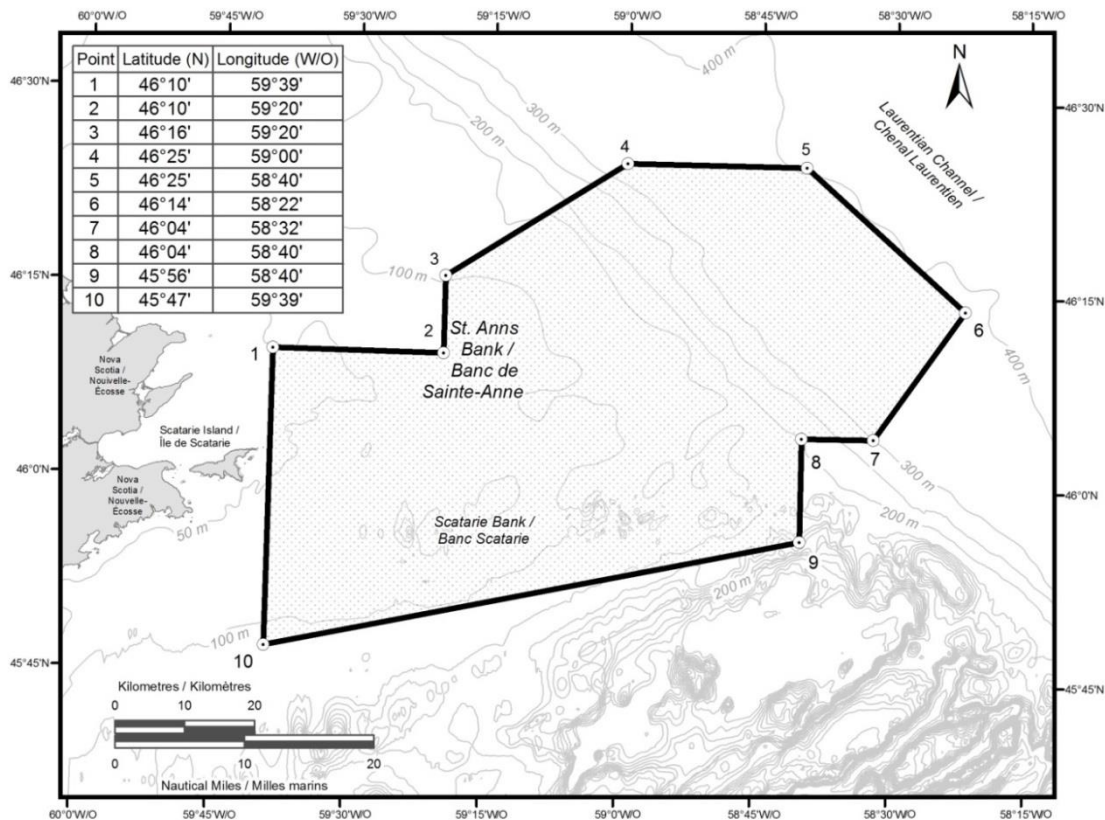 60°0'W/O 59°45'W/O 59°30'W/O 59°15'W/O 59°0'W/O 58°45'W/O 58°30'W/O 58°15'W/O
Point Latitude (N) Longitude (W/O)
1 46°10' 59°39'
2 46°10' 59°20'
3 46°16' 59°20'
4 46°25' 59°00'
5 46°25' 58°40'
6 46°14' 58°22'
7 46°04' 58°32'
8 46°04' 58°40'
9 45°56' 58°40'
10 45°47' 59°39'
46°30'
46°15'
46°0'N
45°45'
N
400 m
Laurentian Channel /
Chenal Laurentien
46°30'N
46°15'N
46°0'N
45°45'N
200 m
300 m
4
5
3
100 m
2
1
6
400 m
St. Anns
Bank /
Banc de
Sainte-Anne
Nova
Scotia /
Nouivelle-
Écosse
Scatarie Island /
Île de Scatarie
Nova
Scotia /
Nouvelle-
Écosse
50 m
8
7
300 m
200 m
Scatarie Bank /
Banc Scatarie
9
200 m
100 m
10
Kilometres / Kilomètres
0 10 20
0 10 20
Nautical Miles / Milles marins
60°0'W/O 59°45'W/O 59°30'W/O 59°15'W/O 59°0'W/O 58°45'W/O 58°30'W/O 58°15'W/O